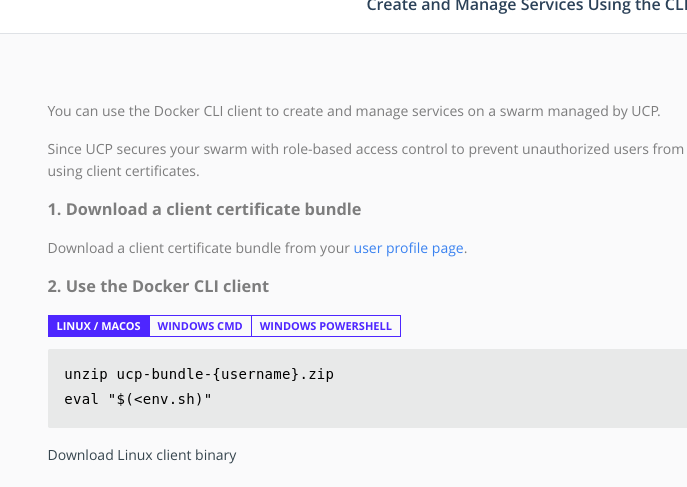 Create and Manage Services Using the CLI
You can use the Docker CLI client to create and manage services on a swarm managed by UCP.
Since UCP secures your swarm with role-based access control to prevent unauthorized users from
using client certificates.
1. Download a client certificate bundle
Download a client certificate bundle from your user profile page.
2. Use the Docker CLI client
LINUX / MACOS WINDOWS CMD WINDOWS POWERSHELL
unzip ucp-bundle-{username}.zip
eval "$(<env.sh)"
Download Linux client binary